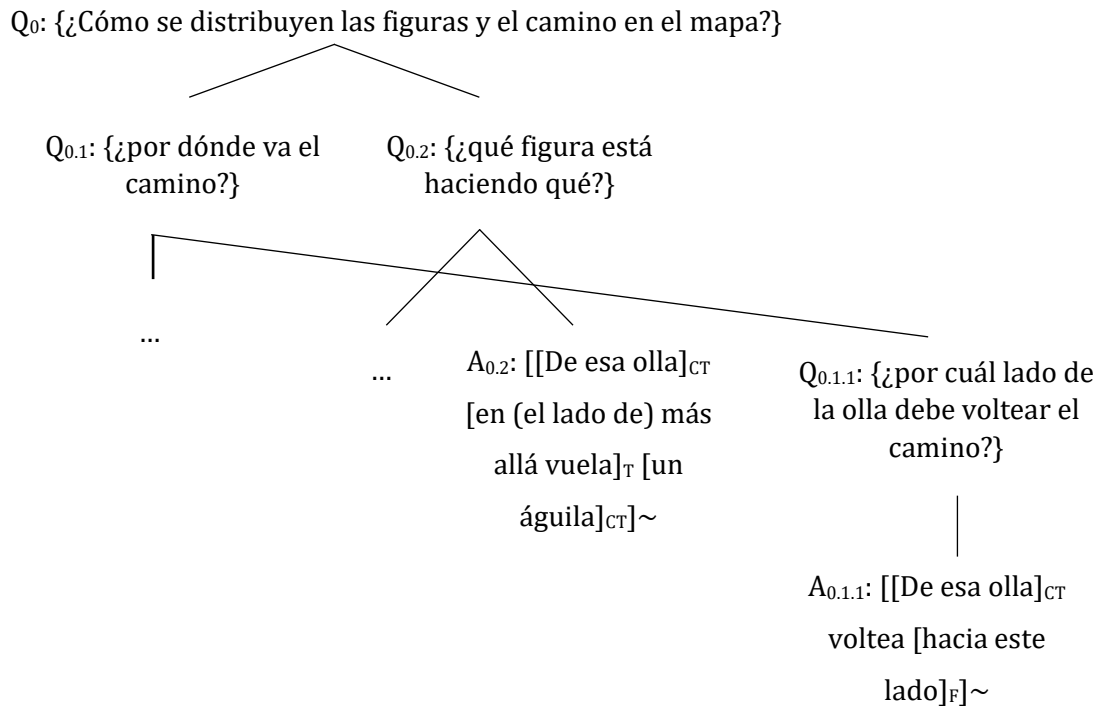 Q₀: {¿Cómo se distribuyen las figuras y el camino en el mapa?}
Q₀.₁: {¿por dónde va el
camino?}
Q₀.₂: {¿qué figura está
haciendo qué?}
...
...
A₀.₂: [[De esa olla]CT
[en (el lado de) más
allá vuela]T [un
águila]CT]~
Q₀.₁.₁: {¿por cuál lado de
la olla debe voltear el
camino?}
A₀.₁.₁: [[De esa olla]CT
voltea [hacia este
lado]F]~